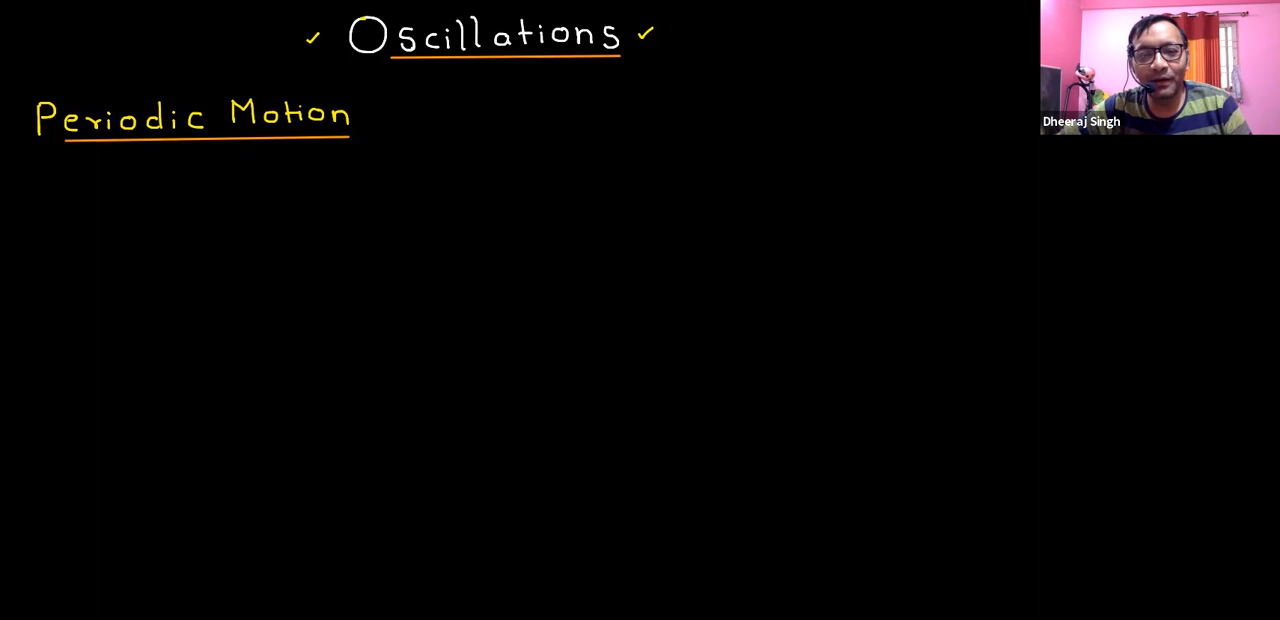 ✓ Oscillations ✓
Dheeraj Singh
Periodic Motion